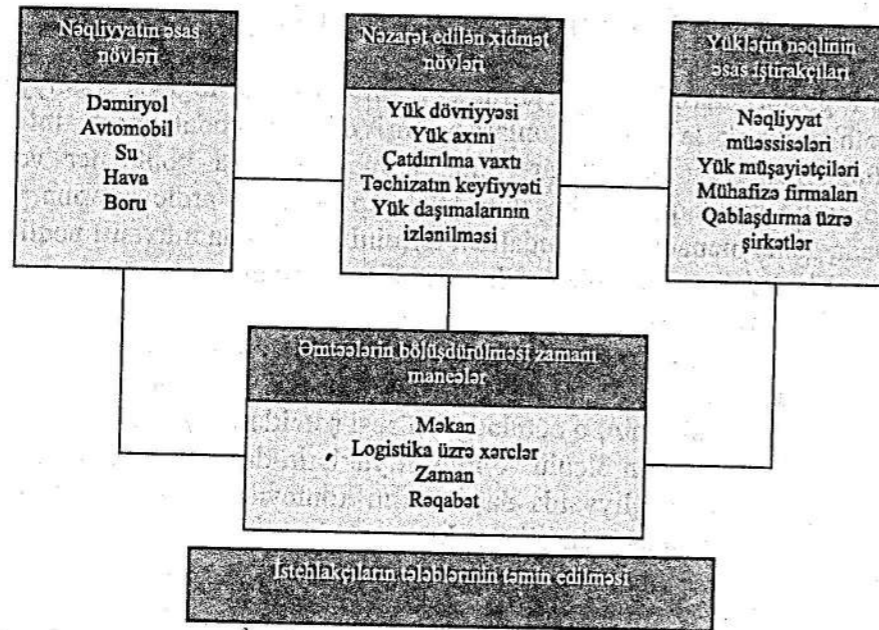 Nəqliyyatın əsas
növləri
Dəmiryol
Avtomobil
Su
Hava
Boru
Nəzarət edilən xidmət
növləri
Yük dövriyyəsi
Yük axını
Çatdırılma vaxtı
Təchizatın keyfiyyəti
Yük daşımalarının
izlənilməsi
Yüklərin nəqlinin
əsas iştirakçıları
Nəqliyyat
müəssisələri
Yük müşayiətçiləri
Mühafizə firmaları
Qablaşdırma üzrə
şirkətlər
Əmtəələrin bölüşdürülməsi zamanı
maneələr
Məkan
Logistika üzrə xərclər
Zaman
Rəqabət
İstehlakçıların tələblərinin təmin edilməsi